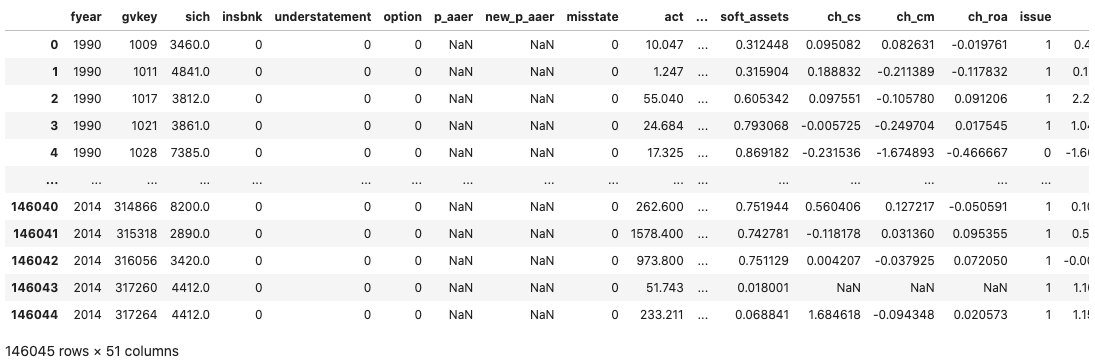 fyear gvkey sich insbnk understatement option p_aaer new_p_aaer misstate act ... soft_assets ch_cs ch_cm ch_roa issue
0 1990 1009 3460.0 0 0 0 NaN NaN 0 10.047 ... 0.312448 0.095082 0.082631 -0.019761 1 0.4
1 1990 1011 4841.0 0 0 0 NaN NaN 0 1.247 ... 0.315904 0.188832 -0.211389 -0.117832 1 0.1
2 1990 1017 3812.0 0 0 0 NaN NaN 0 55.040 ... 0.605342 0.097551 -0.105780 0.091206 1 2.2
3 1990 1021 3861.0 0 0 0 NaN NaN 0 24.684 ... 0.793068 -0.005725 -0.249704 0.017545 1 1.04
4 1990 1028 7385.0 0 0 0 NaN NaN 0 17.325 ... 0.869182 -0.231536 -1.674893 -0.466667 0 -1.6
... ... ... ... ... ... ... ... ... ... ... ... ... ... ... ... ...
146040 2014 314866 8200.0 0 0 0 NaN NaN 0 262.600 ... 0.751944 0.560406 0.127217 -0.050591 1 0.10
146041 2014 315318 2890.0 0 0 0 NaN NaN 0 1578.400 ... 0.742781 -0.118178 0.031360 0.095355 1 0.5
146042 2014 316056 3420.0 0 0 0 NaN NaN 0 973.800 ... 0.751129 0.004207 -0.037925 0.072050 1 -0.0
146043 2014 317260 4412.0 0 0 0 NaN NaN 0 51.743 ... 0.018001 NaN NaN NaN 1 1.10
146044 2014 317264 4412.0 0 0 0 NaN NaN 0 233.211 ... 0.068841 1.684618 -0.094348 0.020573 1 1.1
146045 rows × 51 columns